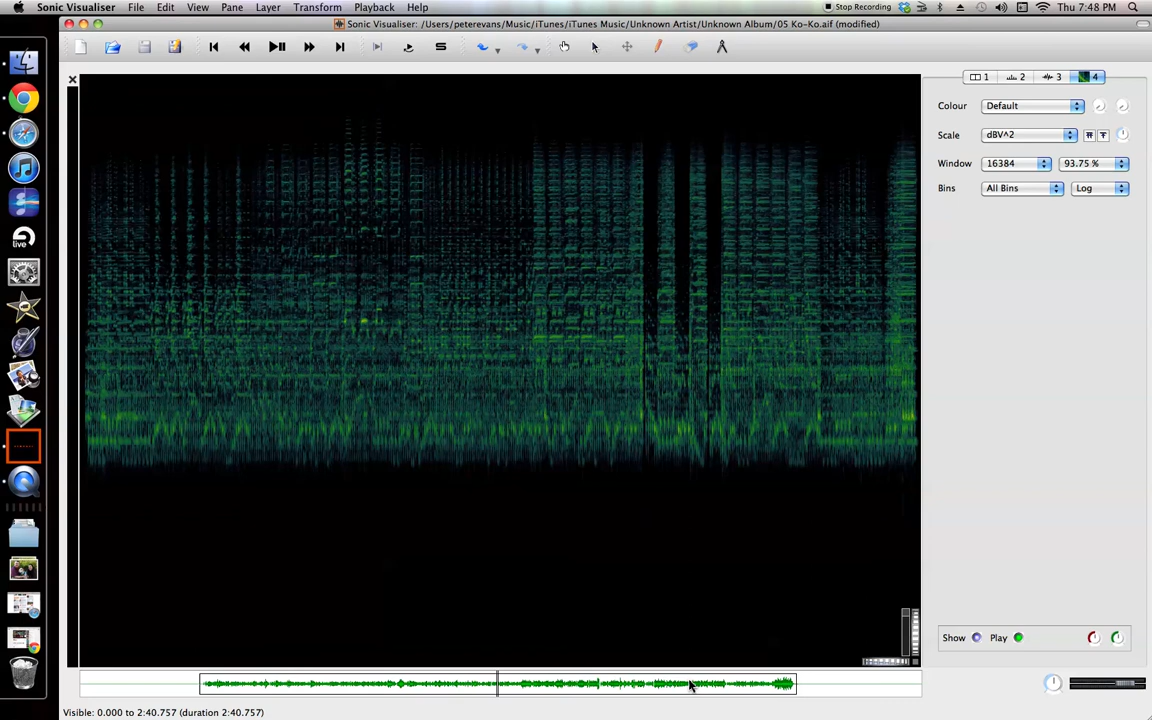 Sonic Visualiser File Edit View Pane Layer Transform Playback Help Stop Recording Thu 7:48 PM
Sonic Visualiser: /Users/peterevans/Music/iTunes/iTunes Music/Unknown Artist/Unknown Album/05 Ko-Ko.aif (modified)
1 2 3 4
Colour Default
Scale dBV^2
Window 16384 93.75 %
Bins All Bins Log
live
Show Play
Visible: 0.000 to 2:40.757 (duration 2:40.757)